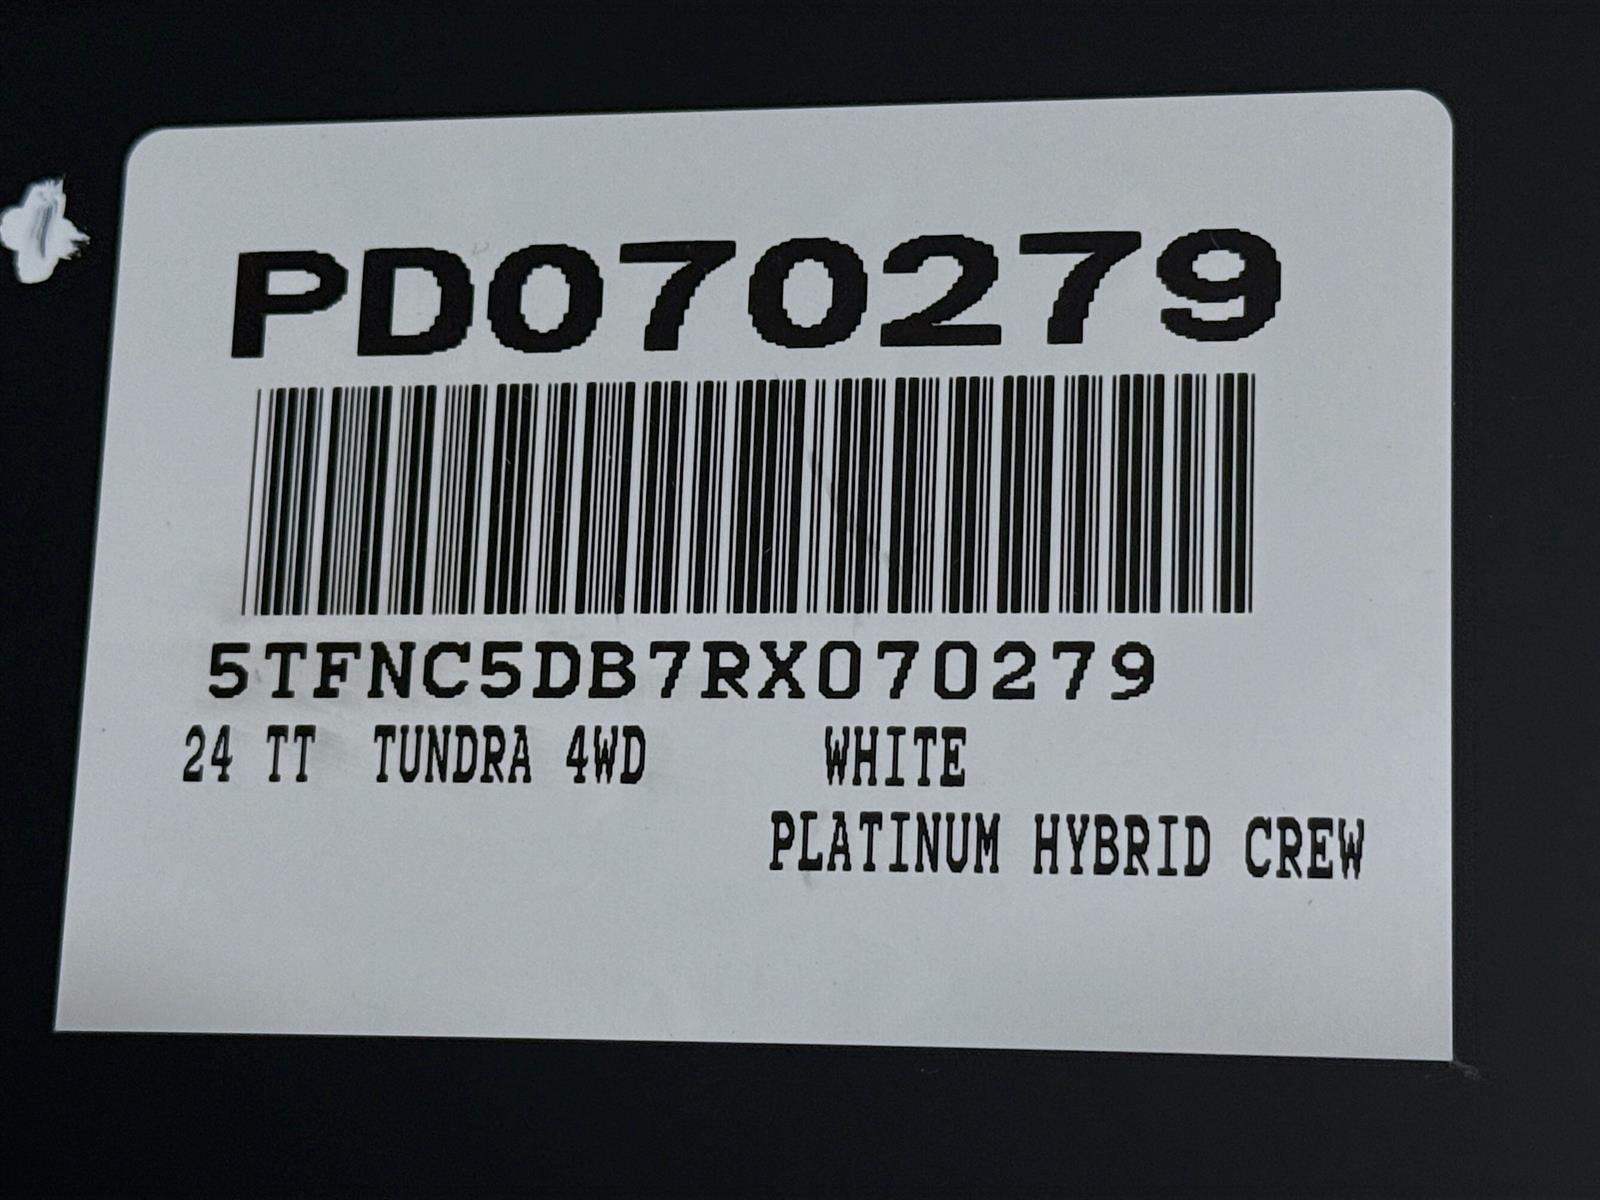 PD070279
5TFNC5DB7RX070279
24 TT TUNDRA 4WD WHITE
PLATINUM HYBRID CREW